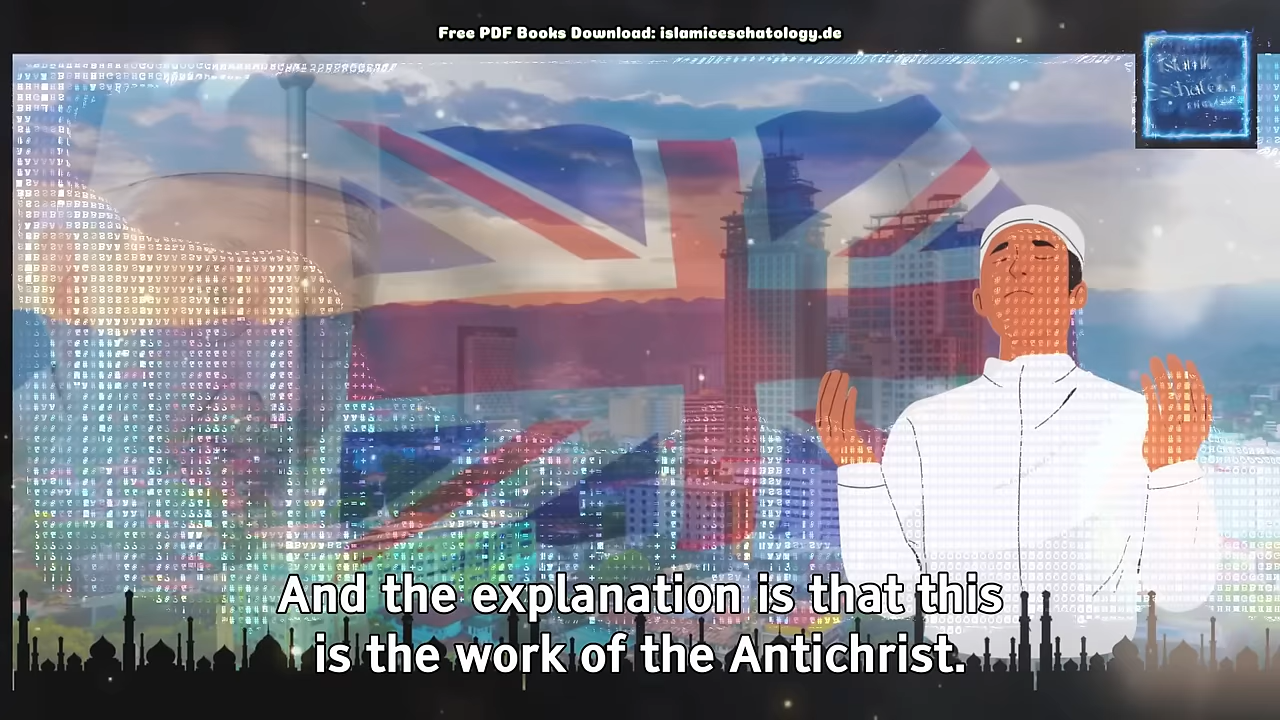 Free PDF Books Download: islamiceschatology.de
And the explanation is that this
is the work of the Antichrist.